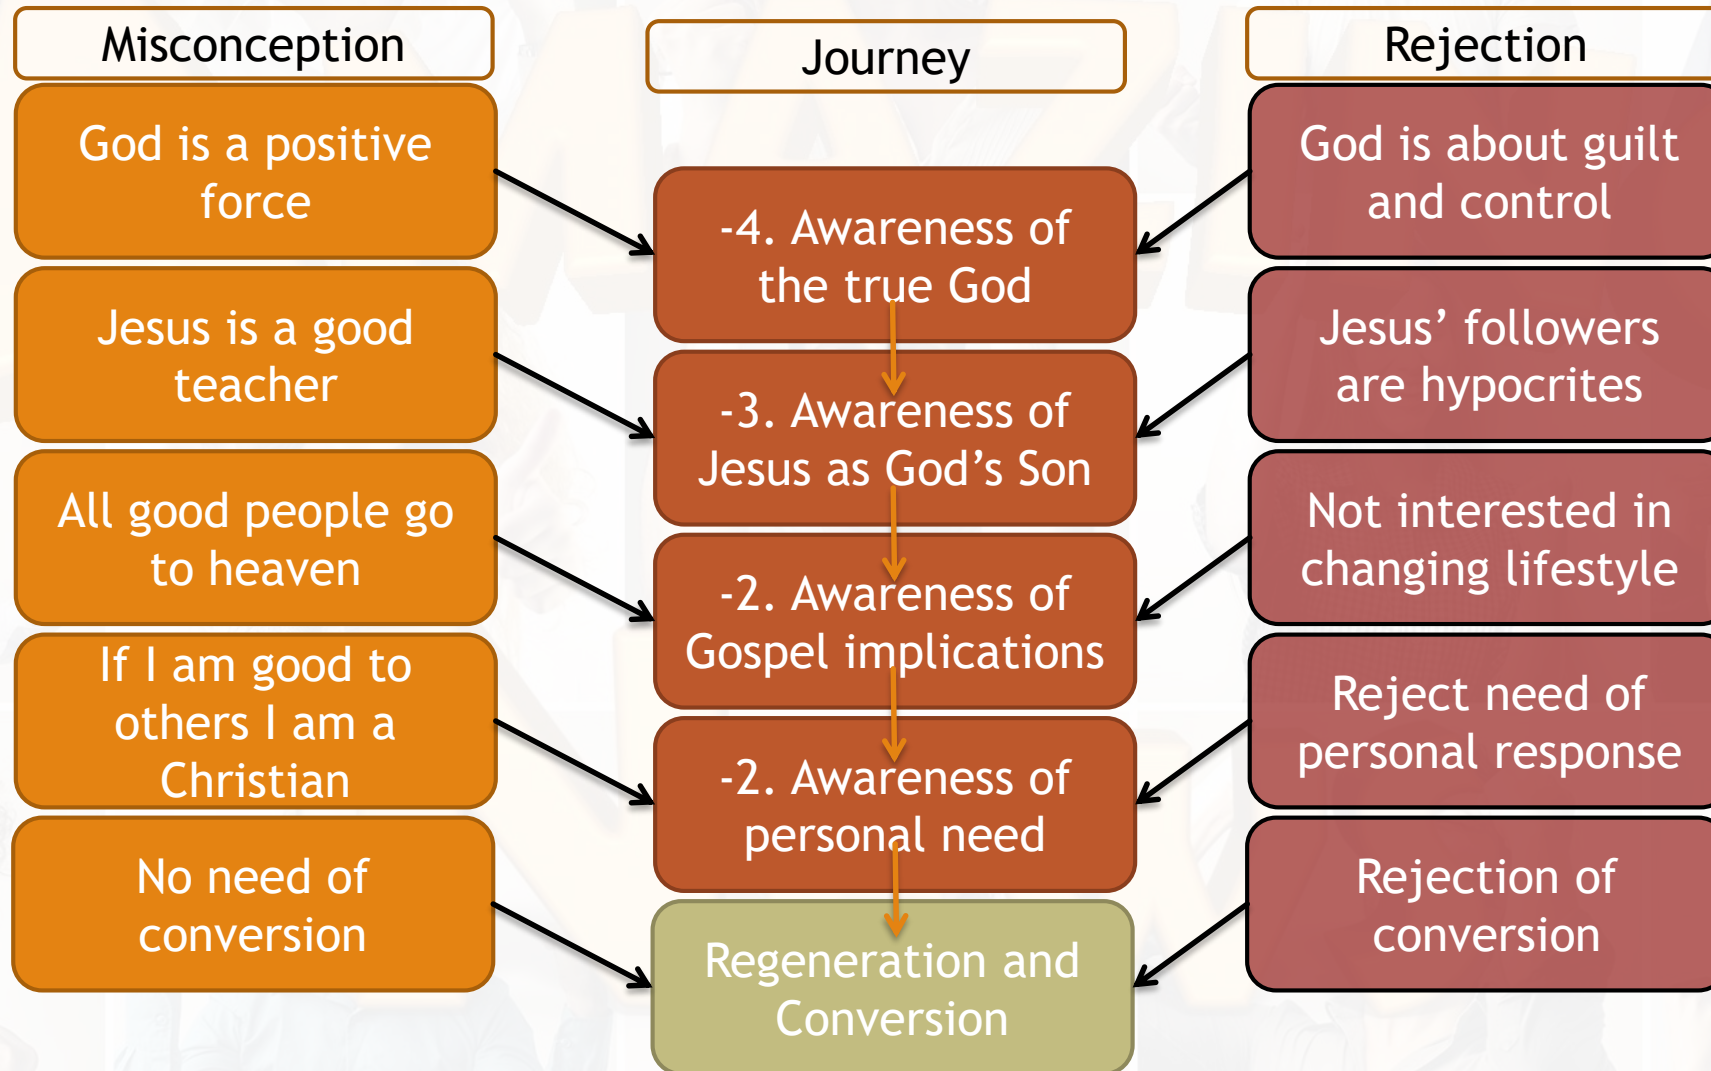 Misconception
God is a positive
force
Jesus is a good
teacher
All good people go
to heaven
If I am good to
others I am a
Christian
No need of
conversion
Journey
-4. Awareness of
the true God
-3. Awareness of
Jesus as God’s Son
-2. Awareness of
Gospel implications
-2. Awareness of
personal need
Regeneration and
Conversion
Rejection
God is about guilt
and control
Jesus’ followers
are hypocrites
Not interested in
changing lifestyle
Reject need of
personal response
Rejection of
conversion